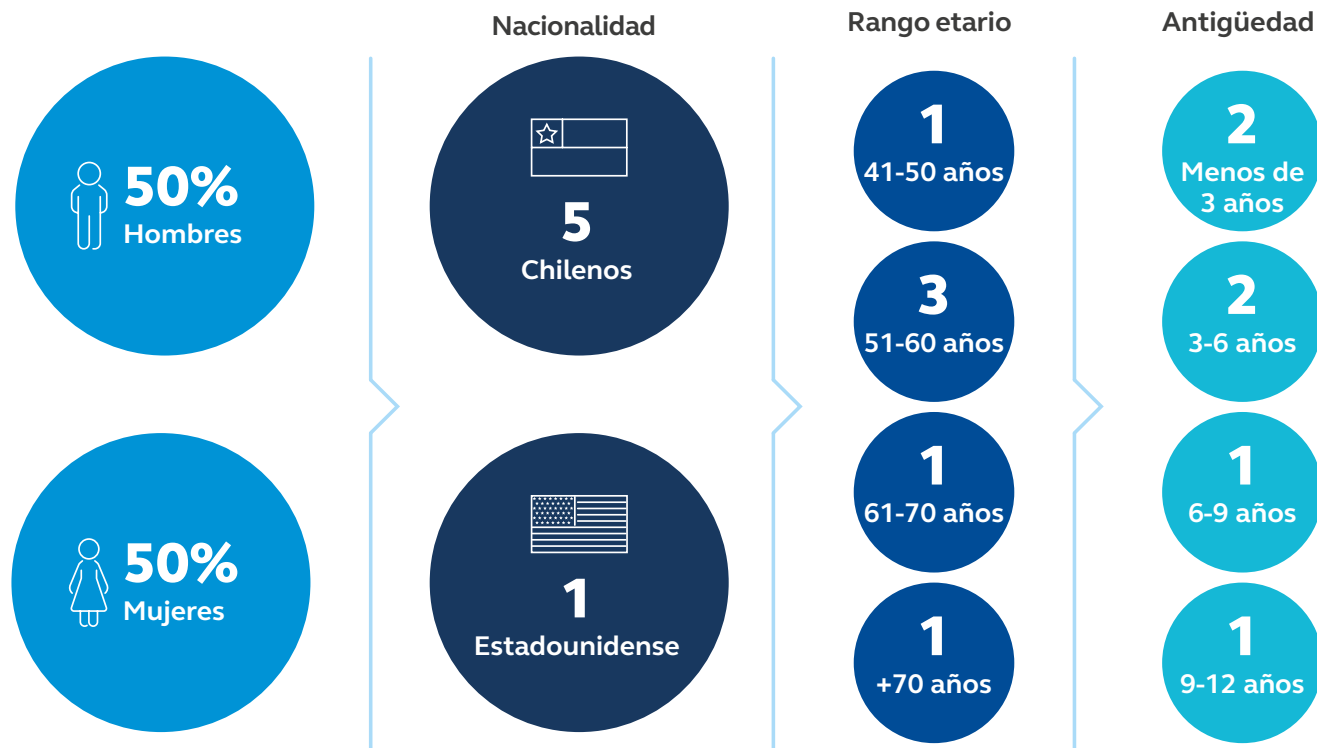 50%
Hombres
50%
Mujeres
Nacionalidad
5
Chilenos
1
Estadounidense
Rango etario
1
41-50 años
3
51-60 años
1
61-70 años
1
+70 años
Antigüedad
2
Menos de
3 años
2
3-6 años
1
6-9 años
1
9-12 años